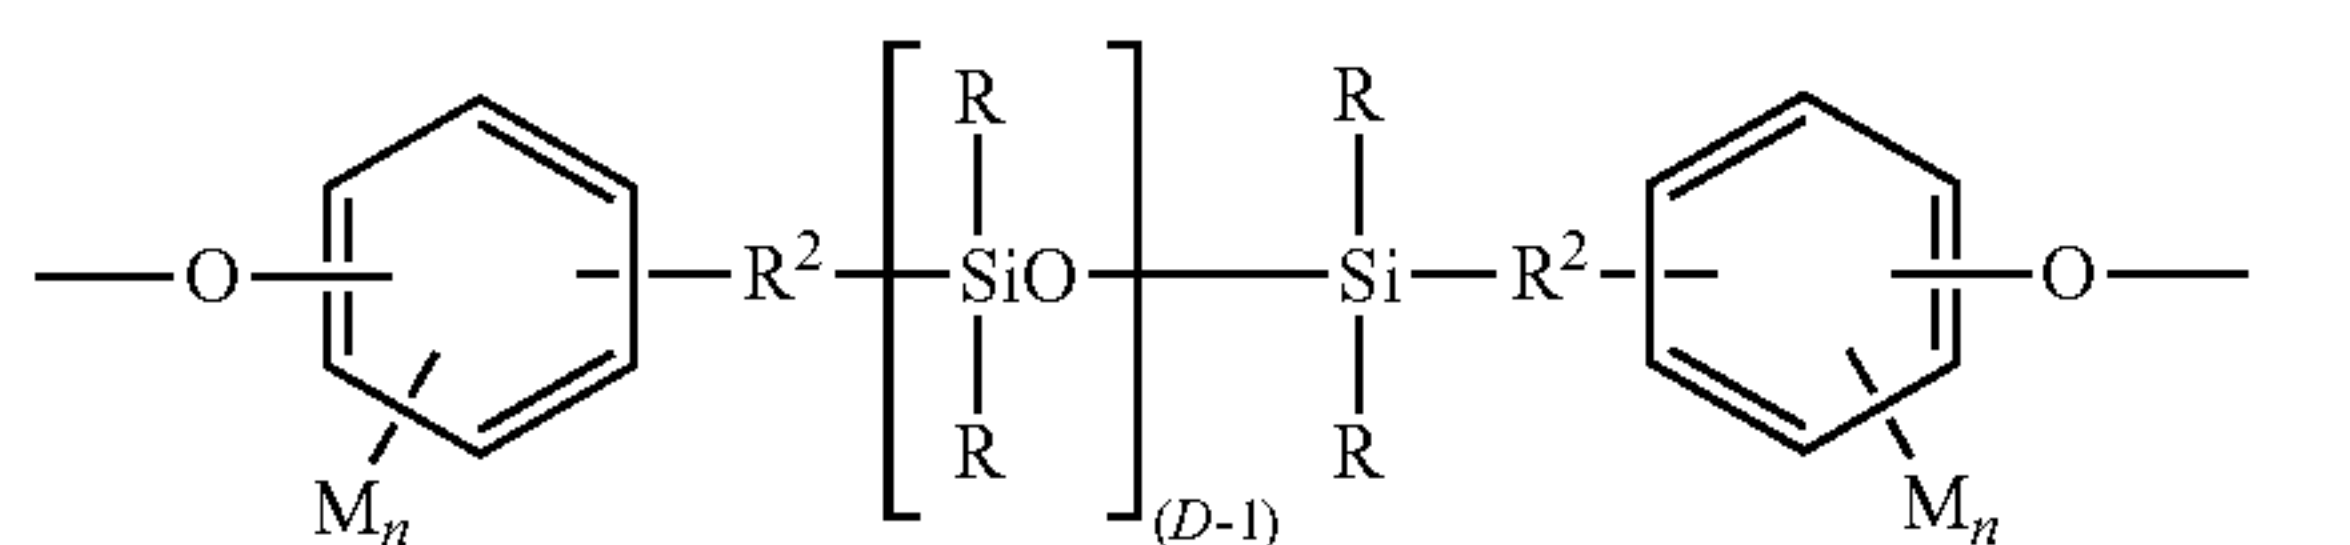 R R
O R² SiO Si R² O
R R
Mₙ (D-1) Mₙ